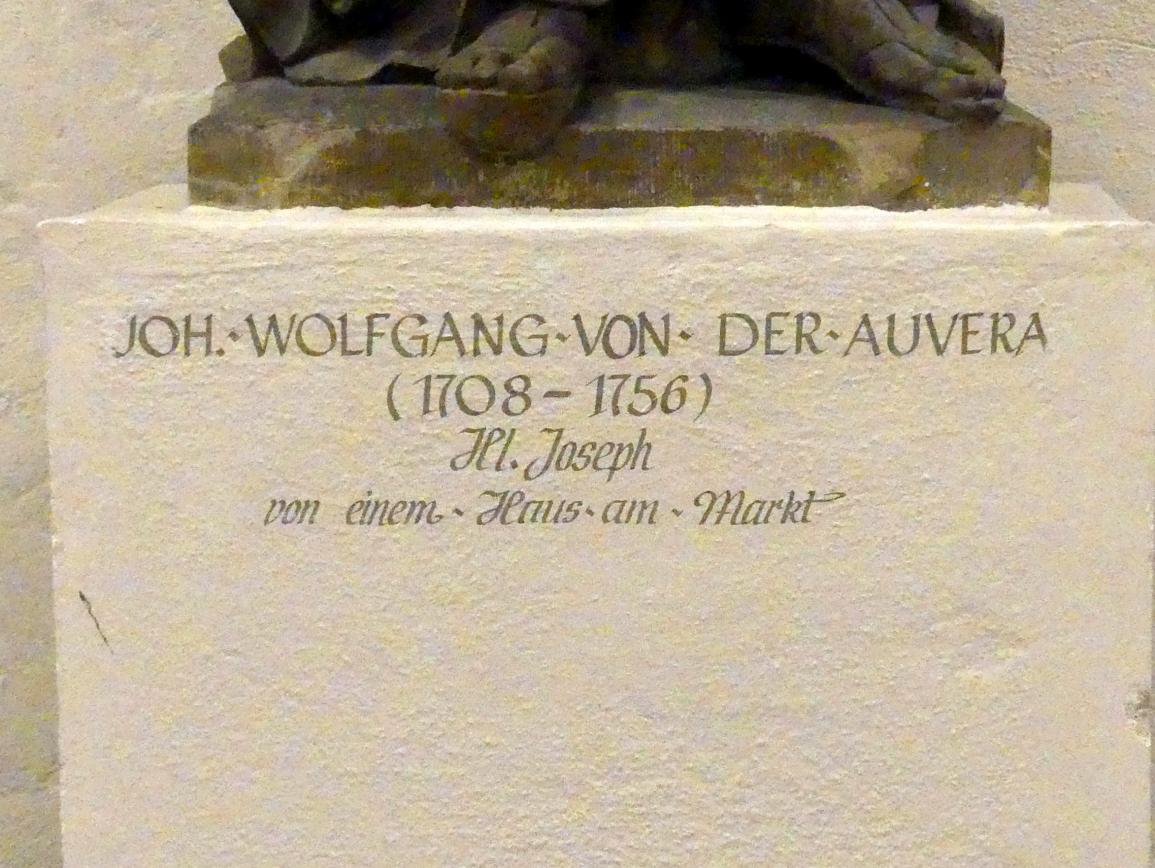 JOH.·WOLFGANG·VON· DER·AUVERA
(1708–1756)
Hl. Joseph
von einem · Haus·am · Markt